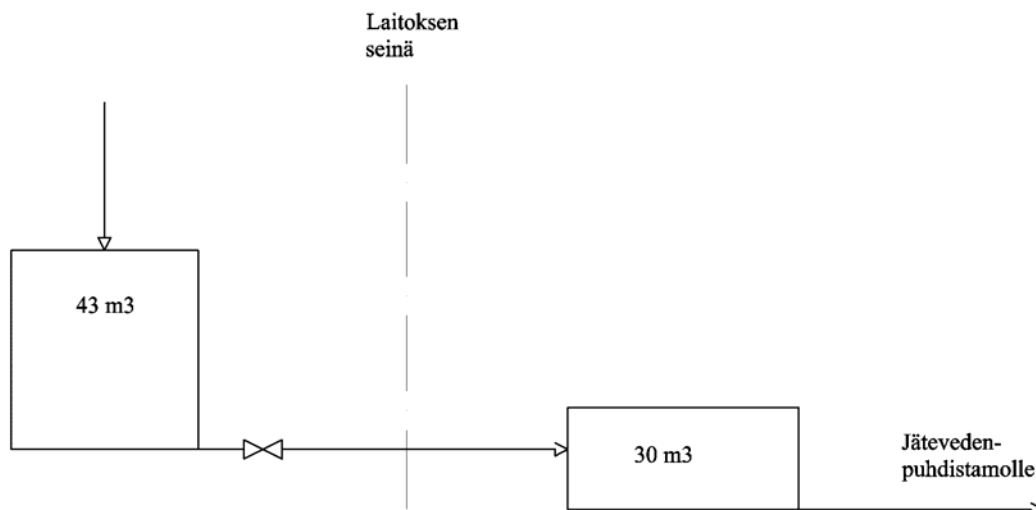 Laitoksen
seinä
43 m3
30 m3
Jäteveden-
puhdistamolle